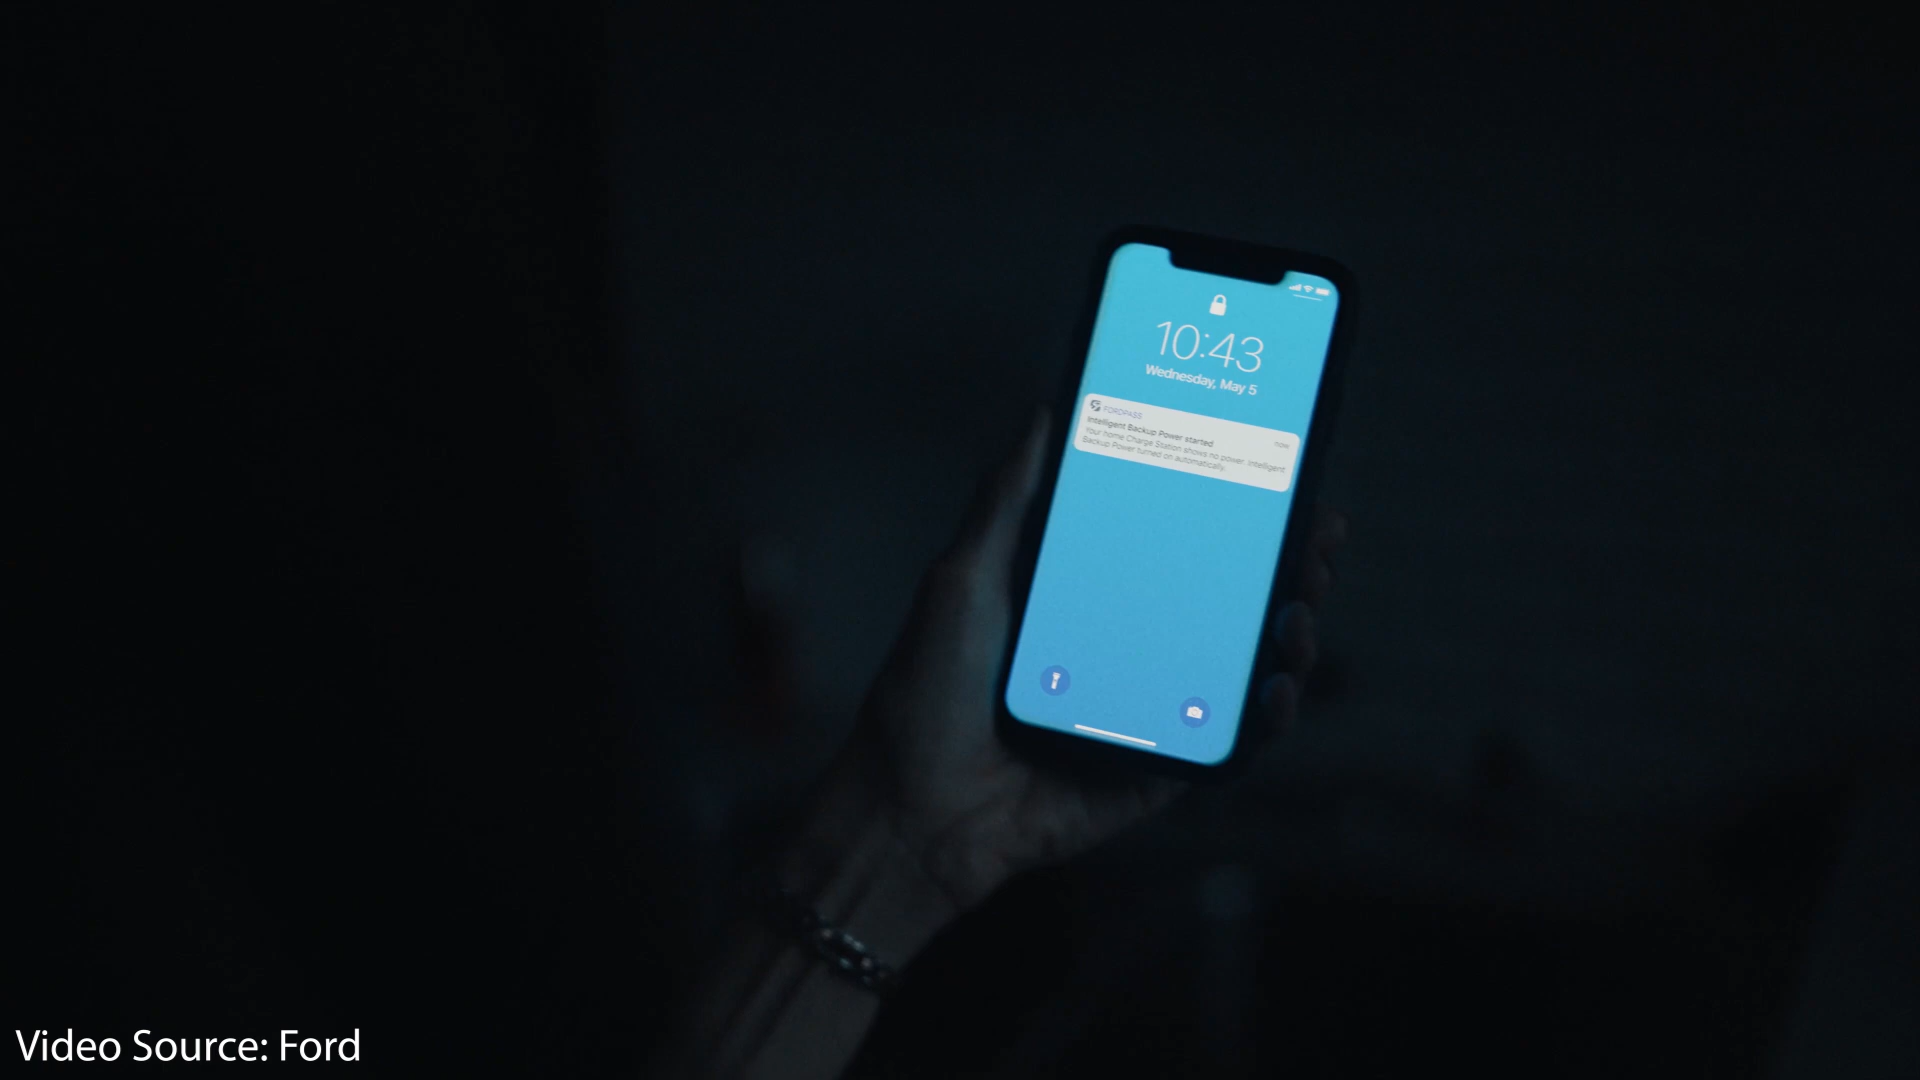 10:43
Wednesday, May 5
FORDPASS
now
Intelligent Backup Power started
Your home Charge Station shows no power. Intelligent
Backup Power turned on automatically.
Video Source: Ford